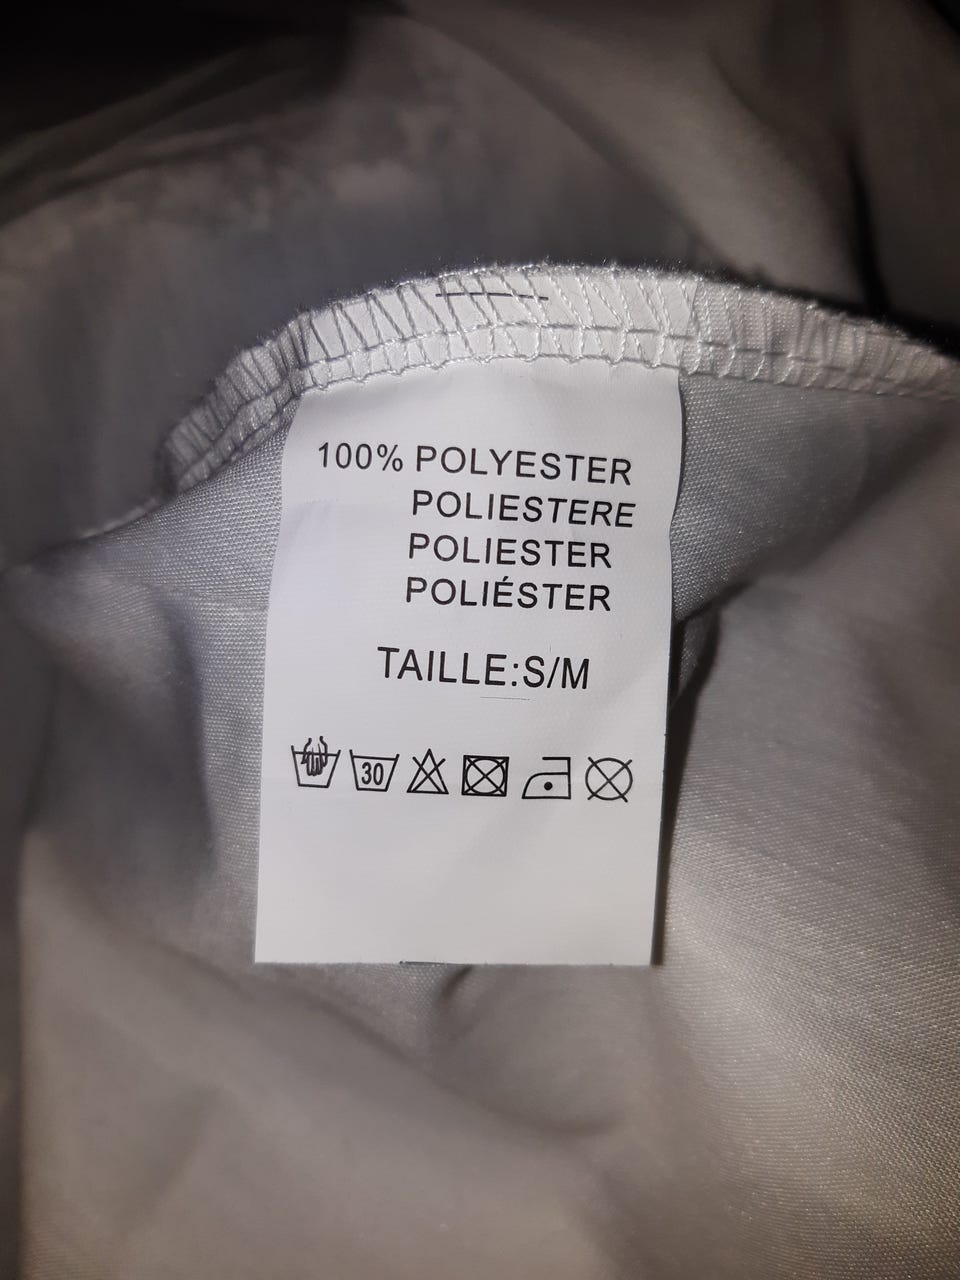 100% POLYESTER
POLIESTERE
POLIESTER
POLIÉSTER
TAILLE:S/M
30